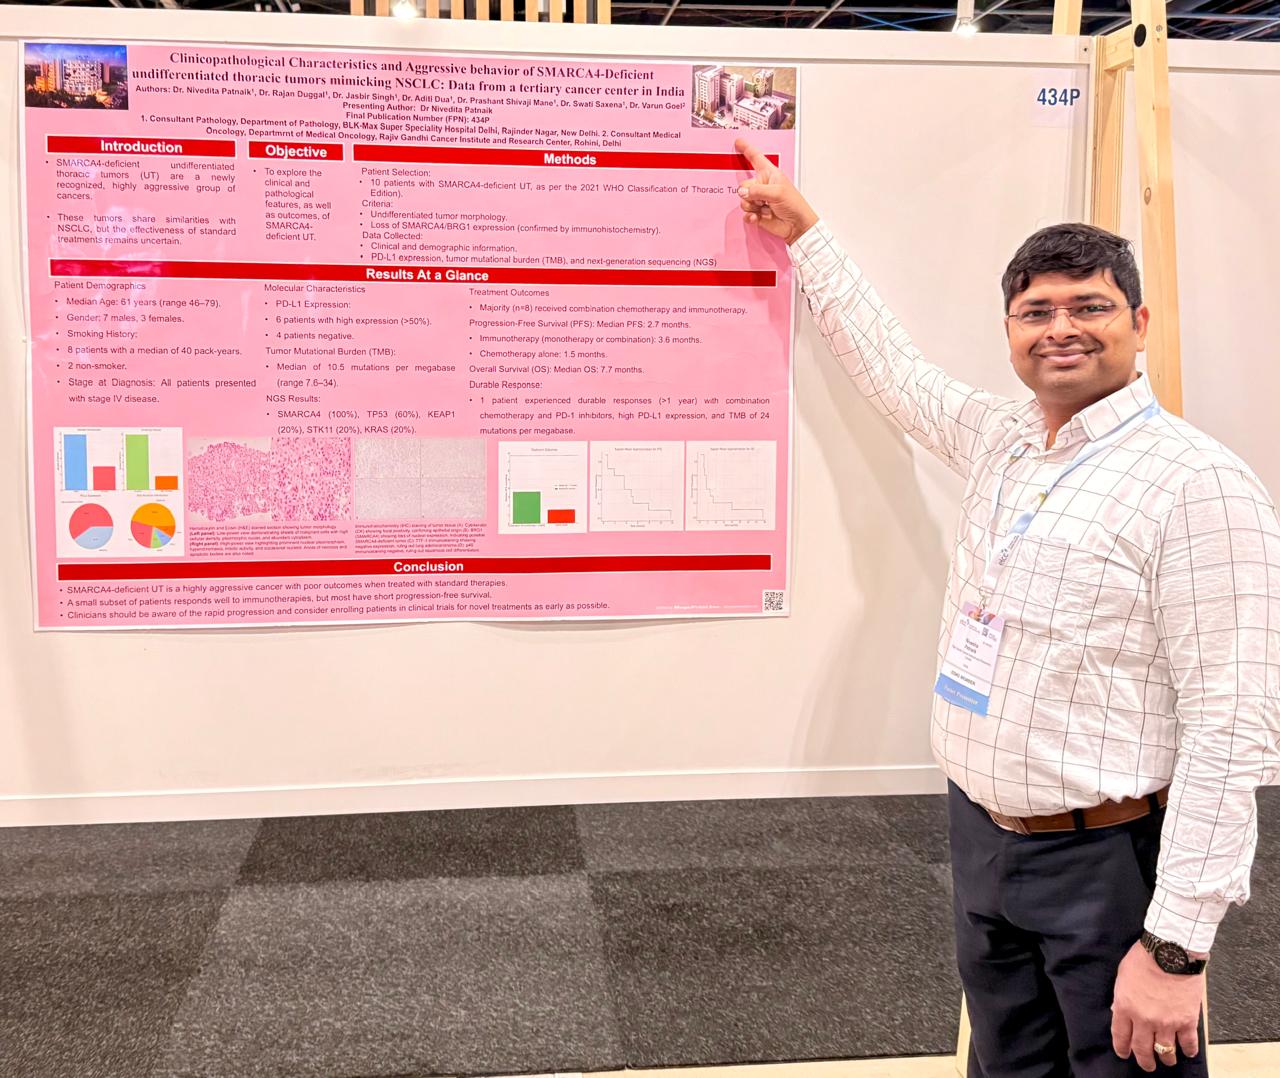 Clinicopathological Characteristics and Aggressive behavior of SMARCA4-Deficient
undifferentiated thoracic tumors mimicking NSCLC: Data from a tertiary cancer center in India
Authors: Dr. Nivedita Patnaik¹, Dr. Rajan Duggal¹, Dr. Jasbir Singh¹, Dr. Aditi Dua¹, Dr. Prashant Shivaji Mane¹, Dr. Swati Saxena¹, Dr. Varun Goel²
Presenting Author: Dr Nivedita Patnaik
Final Publication Number (FPN): 434P
1. Consultant Pathology, Department of Pathology, BLK-Max Super Speciality Hospital Delhi, Rajinder Nagar, New Delhi. 2. Consultant Medical
Oncology, Departmrnt of Medical Oncology, Rajiv Gandhi Cancer Institute and Research Center, Rohini, Delhi
434P
Introduction
• SMARCA4-deficient undifferentiated
thoracic tumors (UT) are a newly
recognized, highly aggressive group of
cancers.
• These tumors share similarities with
NSCLC, but the effectiveness of standard
treatments remains uncertain.
Objective
• To explore
the clinical
and
pathological
features, as well
as outcomes, of
SMARCA4-
deficient UT.
Methods
Patient Selection:
• 10 patients with SMARCA4-deficient UT, as per the 2021 WHO Classification of Thoracic
Edition).
Criteria:
• Undifferentiated tumor morphology.
• Loss of SMARCA4/BRG1 expression (confirmed by immunohistochemistry).
Data Collected:
• Clinical and demographic information.
• PD-L1 expression, tumor mutational burden (TMB), and next-generation sequencing (NGS)
Results At a Glance
Patient Demographics
• Median Age: 61 years (range 46–79).
• Gender: 7 males, 3 females.
• Smoking History:
• 8 patients with a median of 40 pack-years.
• 2 non-smoker.
• Stage at Diagnosis: All patients presented
with stage IV disease.
Molecular Characteristics
• PD-L1 Expression:
• 6 patients with high expression (>50%).
• 4 patients negative.
Tumor Mutational Burden (TMB):
• Median of 10.5 mutations per megabase
(range 7.6–34).
NGS Results:
• SMARCA4 (100%), TP53 (60%), KEAP1
(20%), STK11 (20%), KRAS (20%).
Treatment Outcomes
• Majority (n=8) received combination chemotherapy and immunotherapy.
Progression-Free Survival (PFS): Median PFS: 2.7 months.
• Immunotherapy (monotherapy or combination): 3.6 months.
• Chemotherapy alone: 1.5 months.
Overall Survival (OS): Median OS: 7.7 months.
Durable Response:
• 1 patient experienced durable responses (>1 year) with combination
chemotherapy and PD-1 inhibitors, high PD-L1 expression, and TMB of 24
mutations per megabase.
Conclusion
• SMARCA4-deficient UT is a highly aggressive cancer with poor outcomes when treated with standard therapies.
• A small subset of patients responds well to immunotherapies, but most have short progression-free survival.
• Clinicians should be aware of the rapid progression and consider enrolling patients in clinical trials for novel treatments as early as possible.
Nivedita
Patnaik
ESMO MEMBER
Poster Presenter